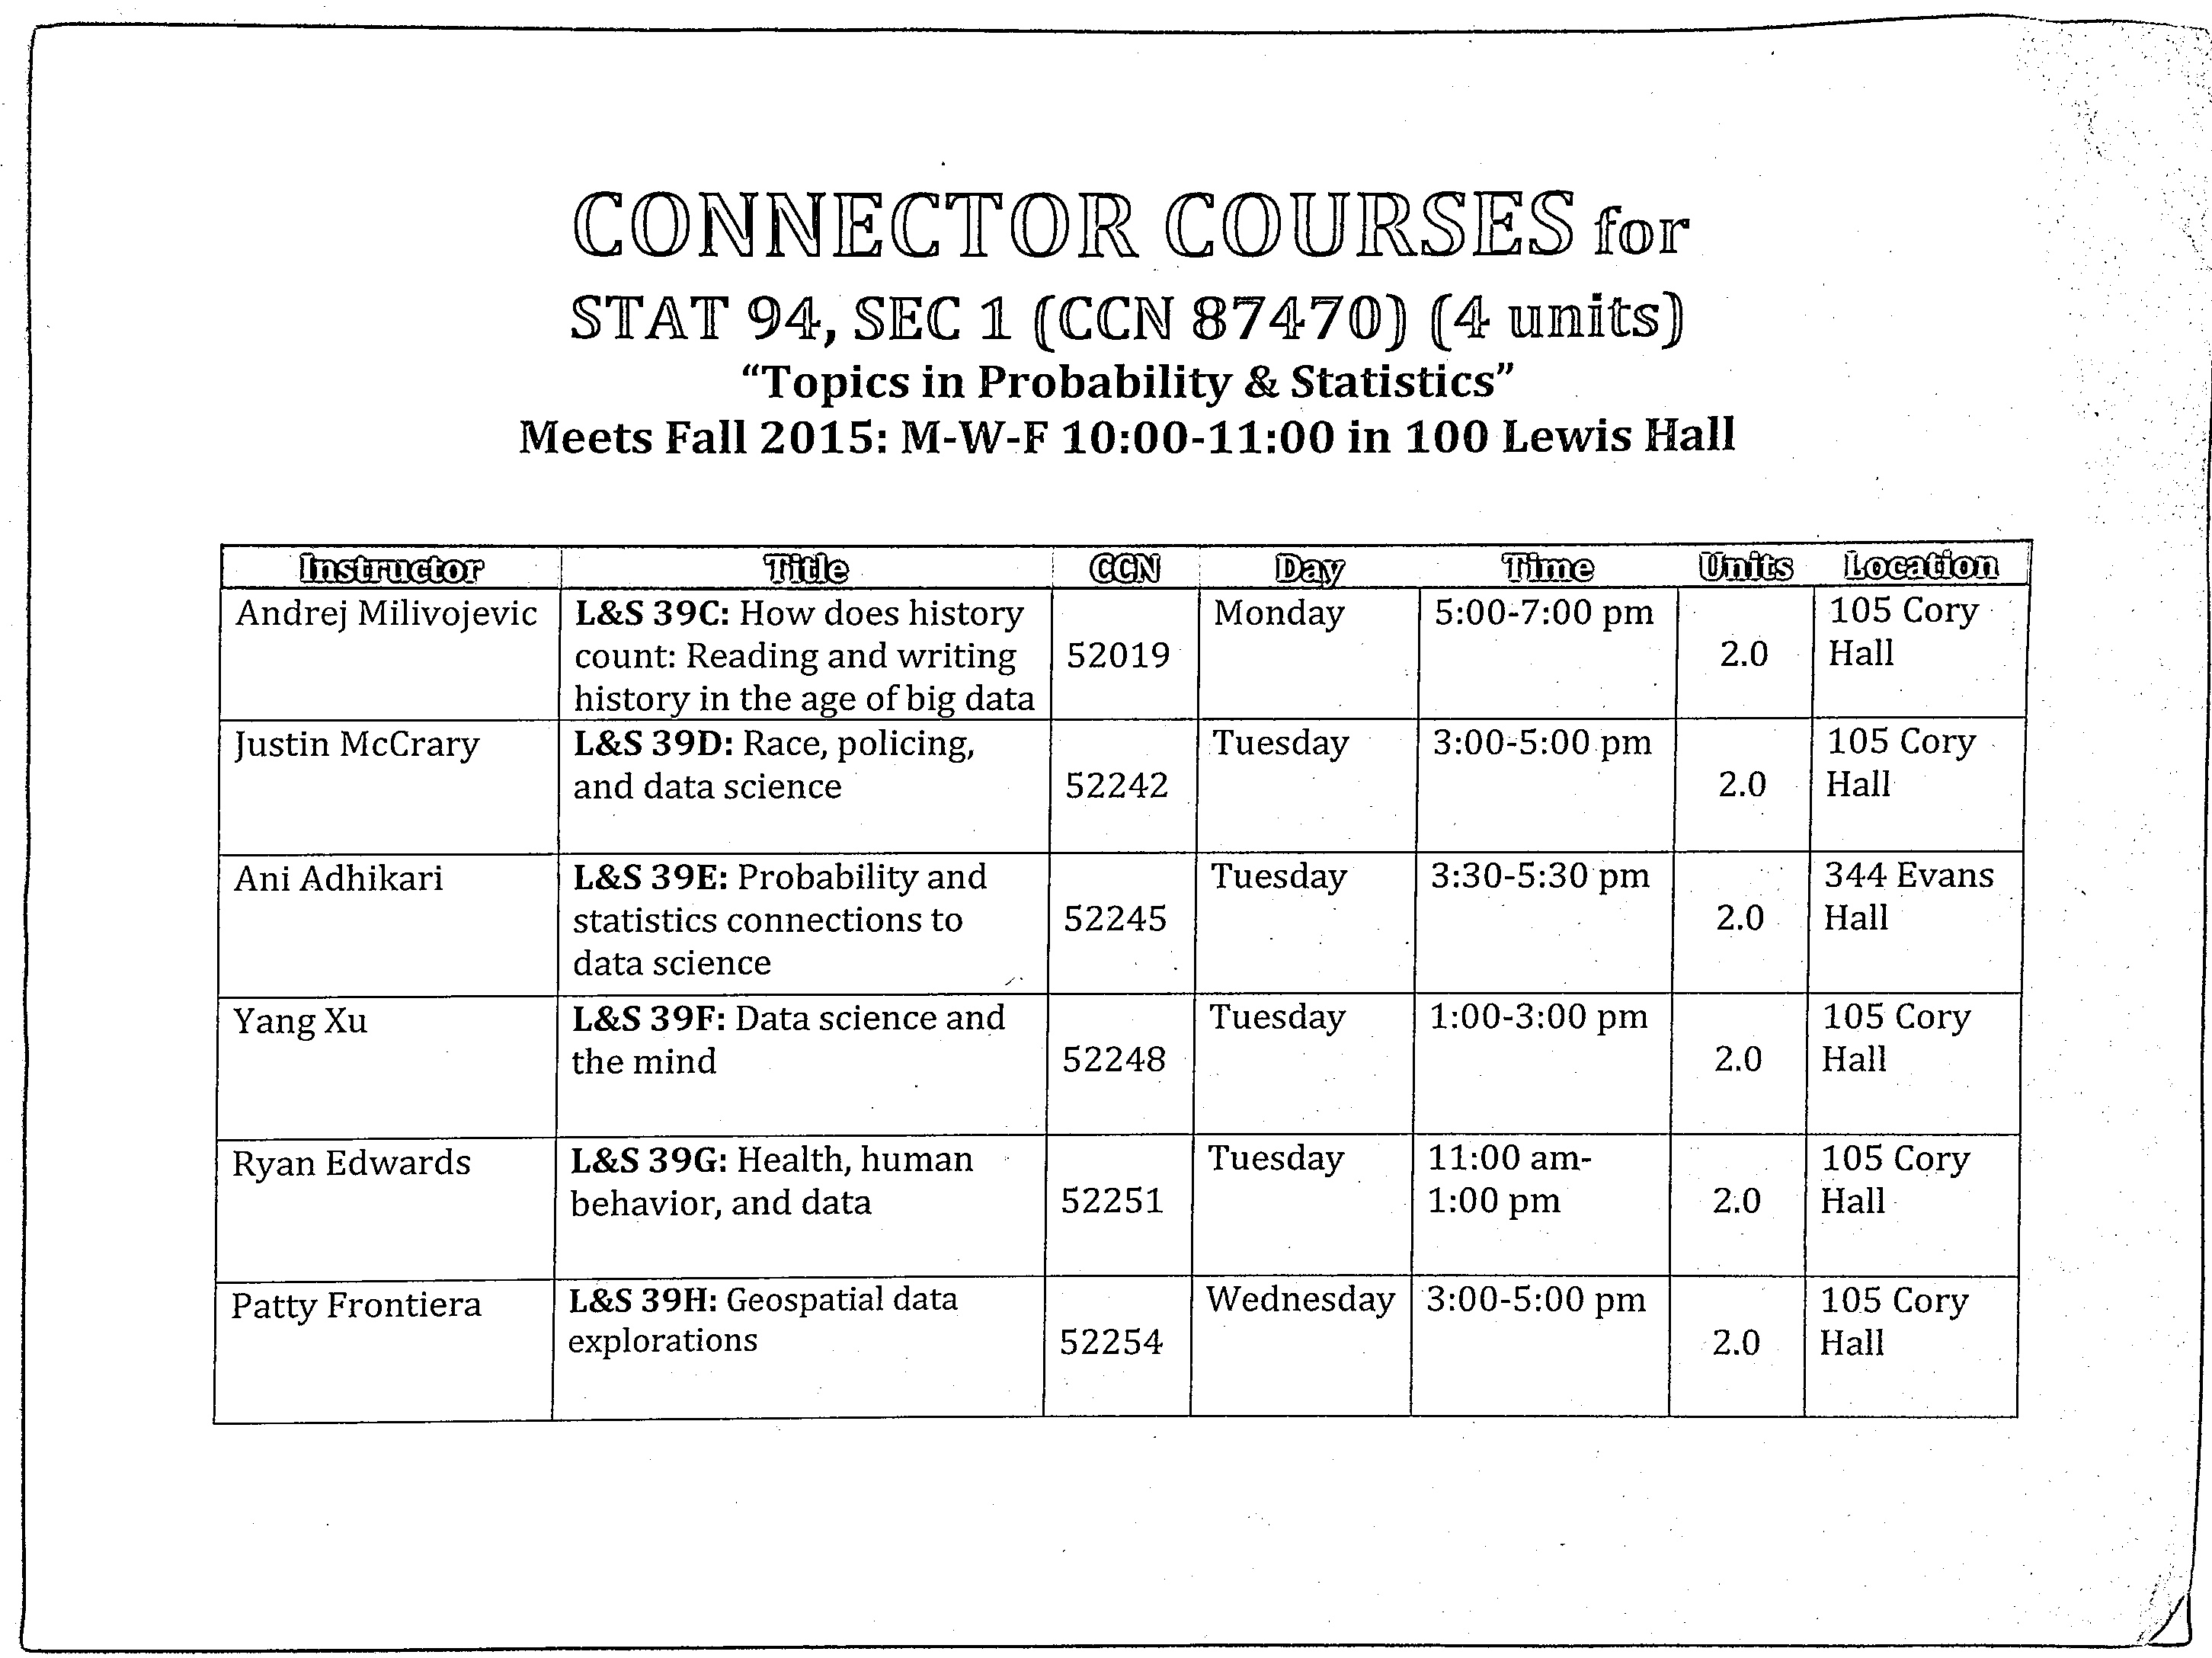 CONNECTOR COURSES for
STAT 94, SEC 1 (CCN 87470) (4 units)
“Topics in Probability & Statistics”
Meets Fall 2015: M-W-F 10:00-11:00 in 100 Lewis Hall
Instructor Title CCN Day Time Units Location
Andrej Milivojevic L&S 39C: How does history Monday 5:00-7:00 pm 105 Cory
count: Reading and writing 52019 2.0 Hall
history in the age of big data
Justin McCrary L&S 39D: Race, policing, Tuesday 3:00-5:00 pm 105 Cory
and data science 52242 2.0 Hall
Ani Adhikari L&S 39E: Probability and Tuesday 3:30-5:30 pm 344 Evans
statistics connections to 52245 2.0 Hall
data science
Yang Xu L&S 39F: Data science and Tuesday 1:00-3:00 pm 105 Cory
the mind 52248 2.0 Hall
Ryan Edwards L&S 39G: Health, human Tuesday 11:00 am- 105 Cory
behavior, and data 52251 1:00 pm 2.0 Hall
Patty Frontiera L&S 39H: Geospatial data Wednesday 3:00-5:00 pm 105 Cory
explorations 52254 2.0 Hall